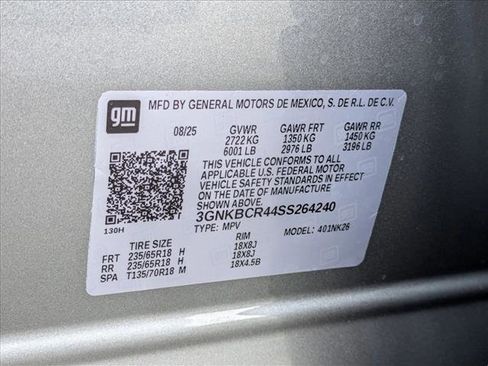 gm MFD BY GENERAL MOTORS DE MEXICO, S. DE R.L. DE C.V.
08/25 GVWR GAWR FRT GAWR RR
2722 KG 1350 KG 1450 KG
6001 LB 2976 LB 3196 LB
THIS VEHICLE CONFORMS TO ALL
APPLICABLE U.S. FEDERAL MOTOR
VEHICLE SAFETY STANDARDS IN
EFFECT ON THE DATE OF MANUFACTURE
SHOWN ABOVE.
3GNKBCR44SS264240
130H TYPE: MPV MODEL: 401NK26
TIRE SIZE RIM
FRT 235/65R18 H 18X8J
RR 235/65R18 H 18X8J
SPA T135/70R18 M 18X4.5B